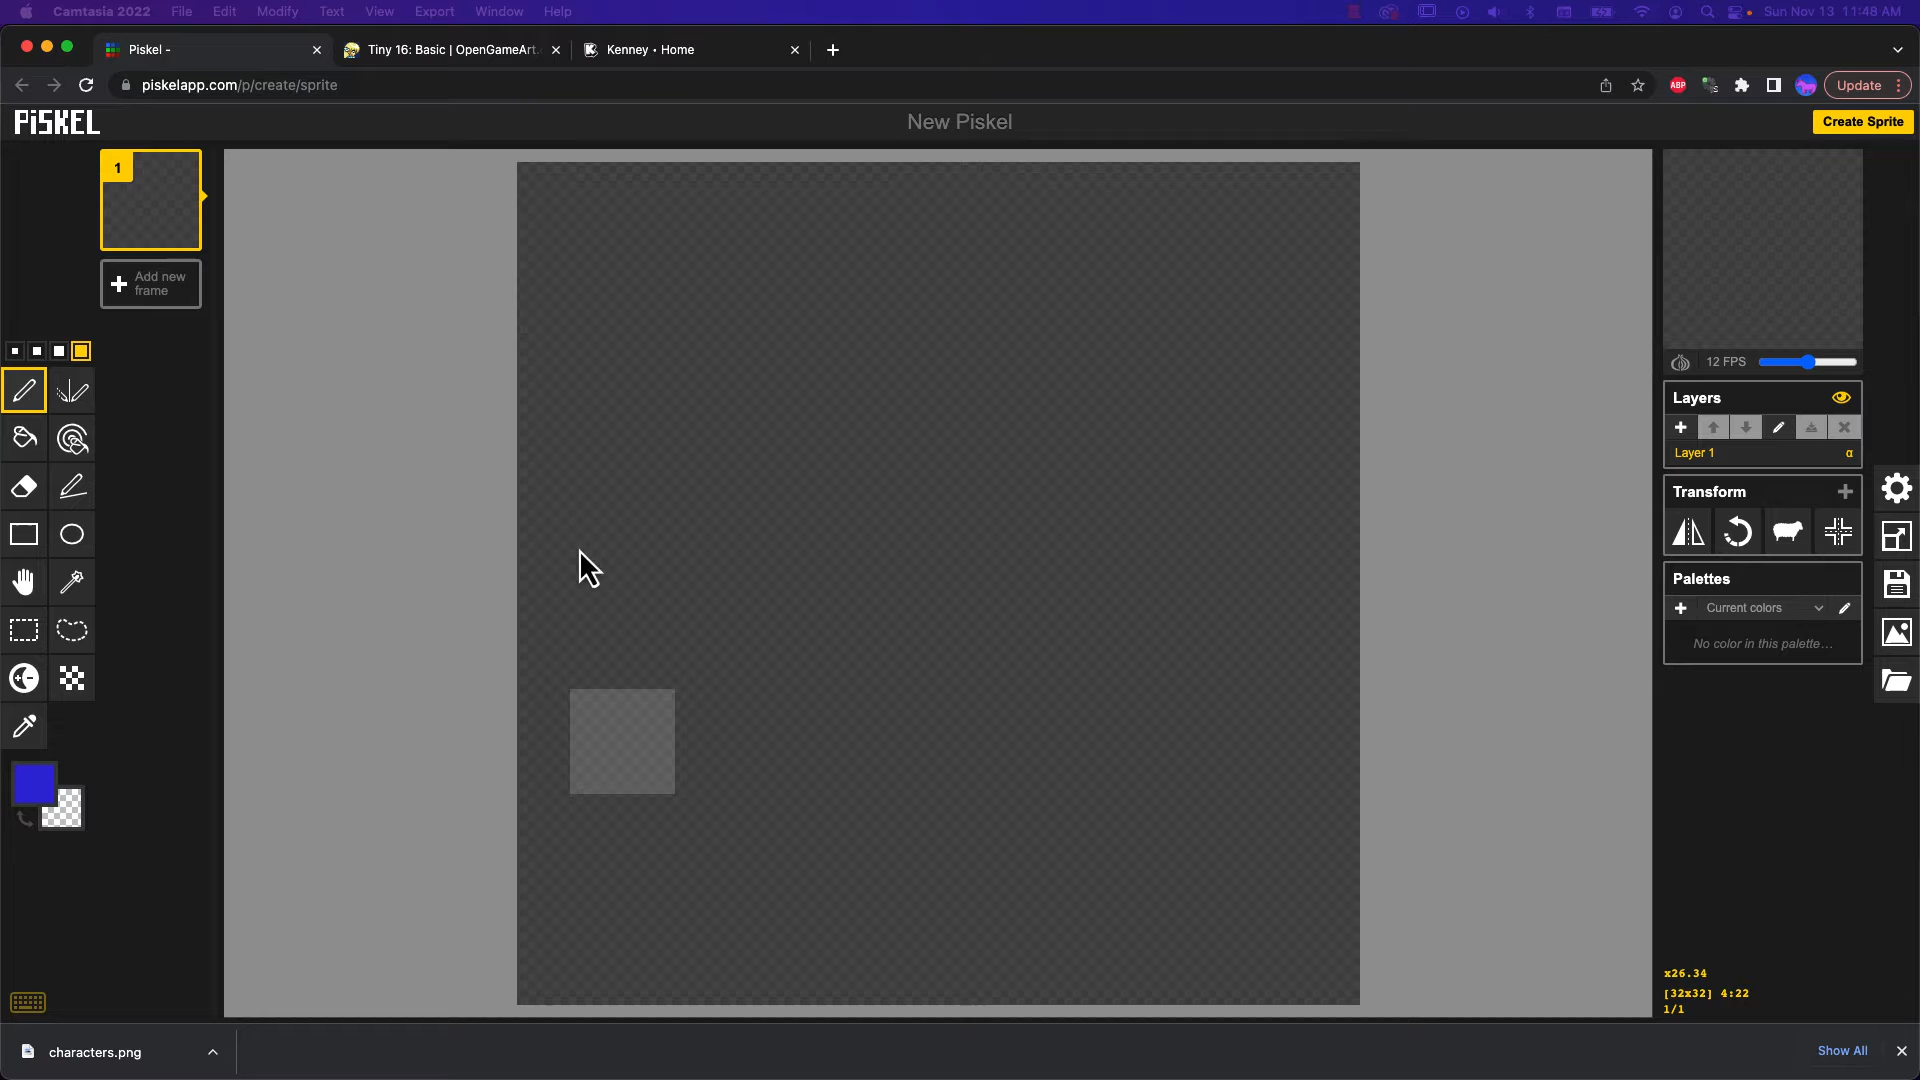 Camtasia 2022 File Edit Modify Text View Export Window Help Sun Nov 13 11:48 AM
Piskel - Tiny 16: Basic | OpenGameArt. Kenney • Home
piskelapp.com/p/create/sprite ABP Update
PiSKEL New Piskel Create Sprite
1
Add new
frame
12 FPS
Layers
Layer 1 α
Transform
Palettes
Current colors
No color in this palette...
x26.34
[32x32] 4:22
1/1
characters.png Show All